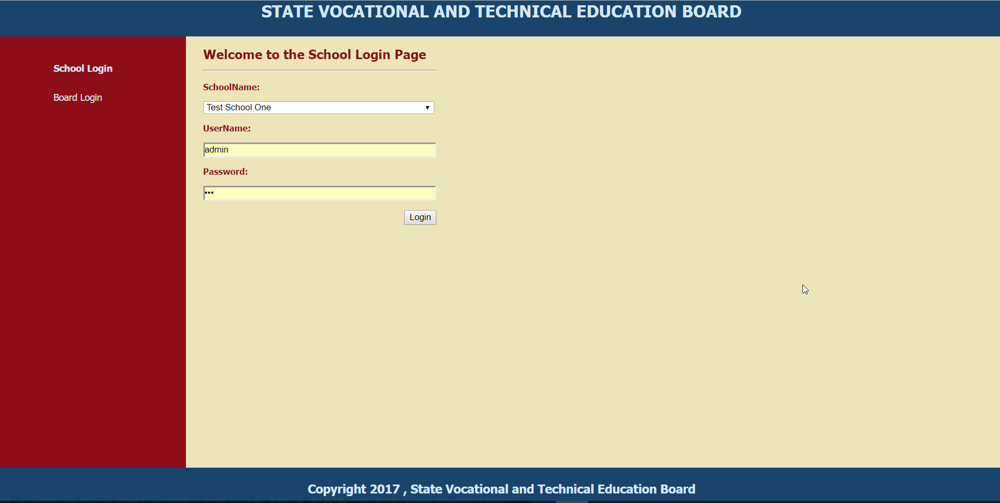 STATE VOCATIONAL AND TECHNICAL EDUCATION BOARD
School Login
Board Login
Welcome to the School Login Page
SchoolName:
Test School One
UserName:
admin
Password:
•••
Login
Copyright 2017 , State Vocational and Technical Education Board